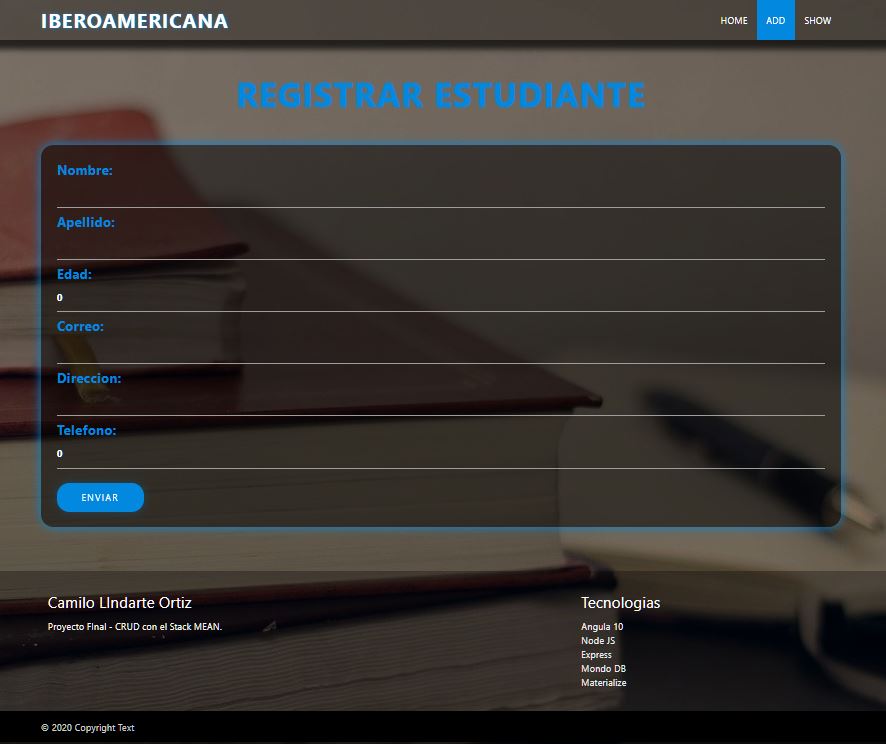 IBEROAMERICANA
HOME ADD SHOW
REGISTRAR ESTUDIANTE
Nombre:
Apellido:
Edad:
0
Correo:
Direccion:
Telefono:
0
ENVIAR
Camilo LIndarte Ortiz
Proyecto FInal - CRUD con el Stack MEAN.
Tecnologias
Angula 10
Node JS
Express
Mondo DB
Materialize
© 2020 Copyright Text